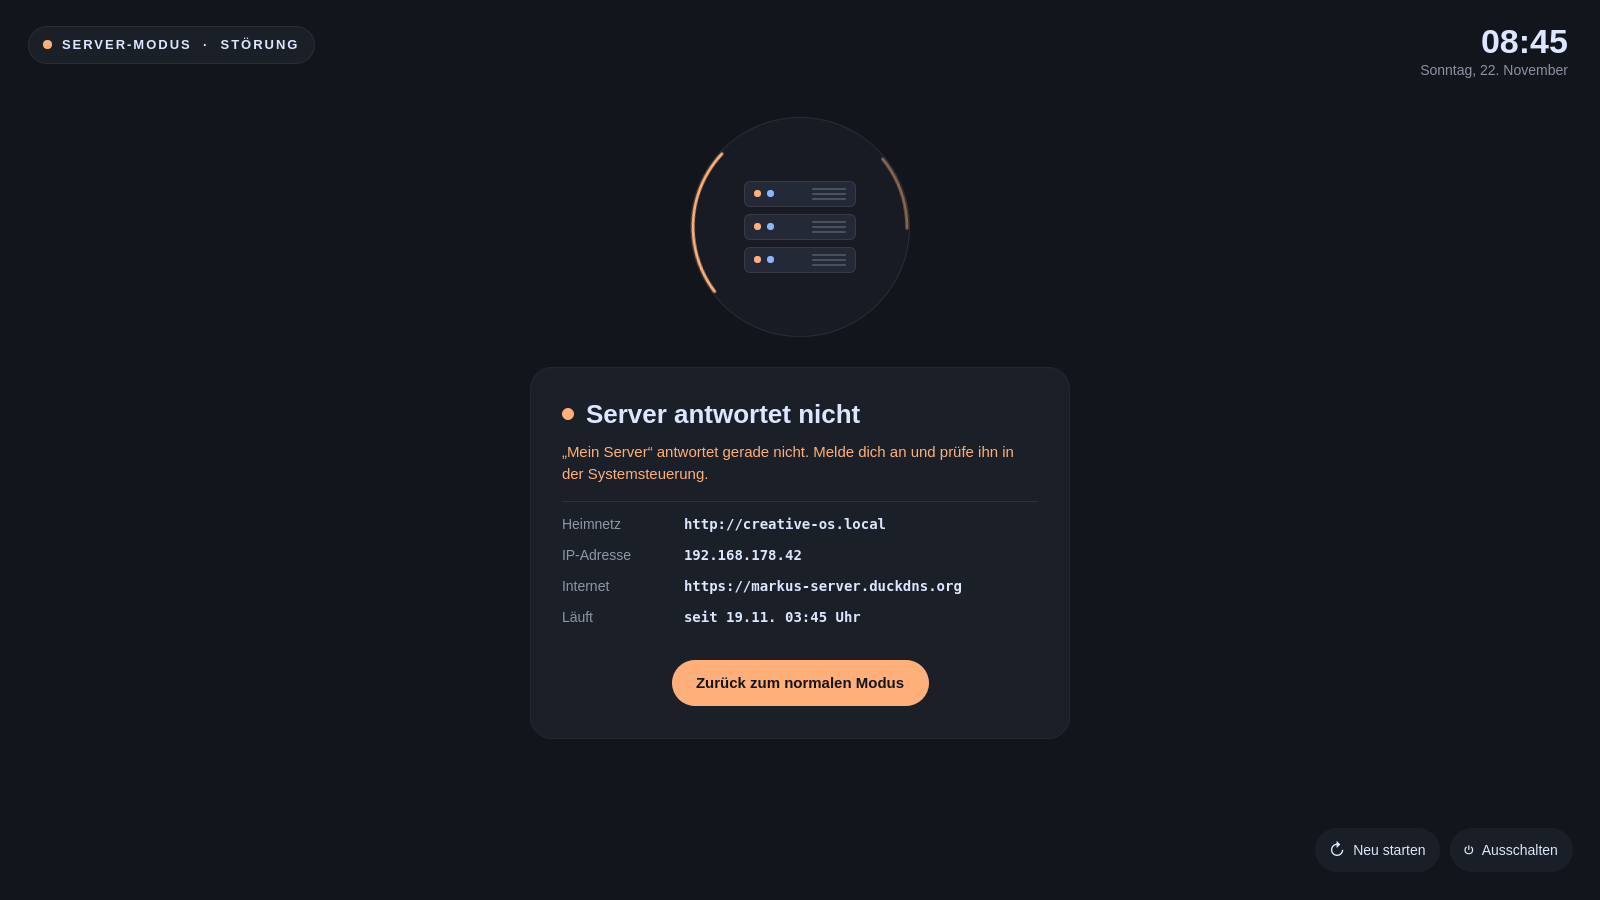 SERVER-MODUS · STÖRUNG
08:45
Sonntag, 22. November
Server antwortet nicht
„Mein Server“ antwortet gerade nicht. Melde dich an und prüfe ihn in
der Systemsteuerung.
Heimnetz http://creative-os.local
IP-Adresse 192.168.178.42
Internet https://markus-server.duckdns.org
Läuft seit 19.11. 03:45 Uhr
Zurück zum normalen Modus
Neu starten Ausschalten